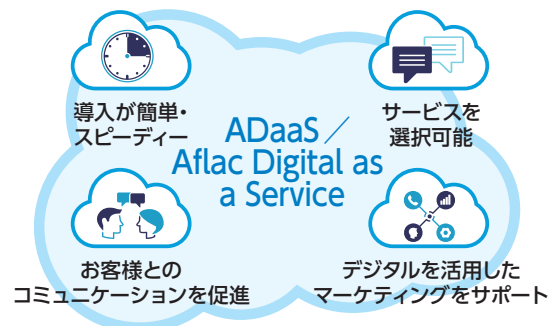 導入が簡単・
スピーディー
サービスを
選択可能
ADaaS／
Aflac Digital as
a Service
お客様との
コミュニケーションを促進
デジタルを活用した
マーケティングをサポート